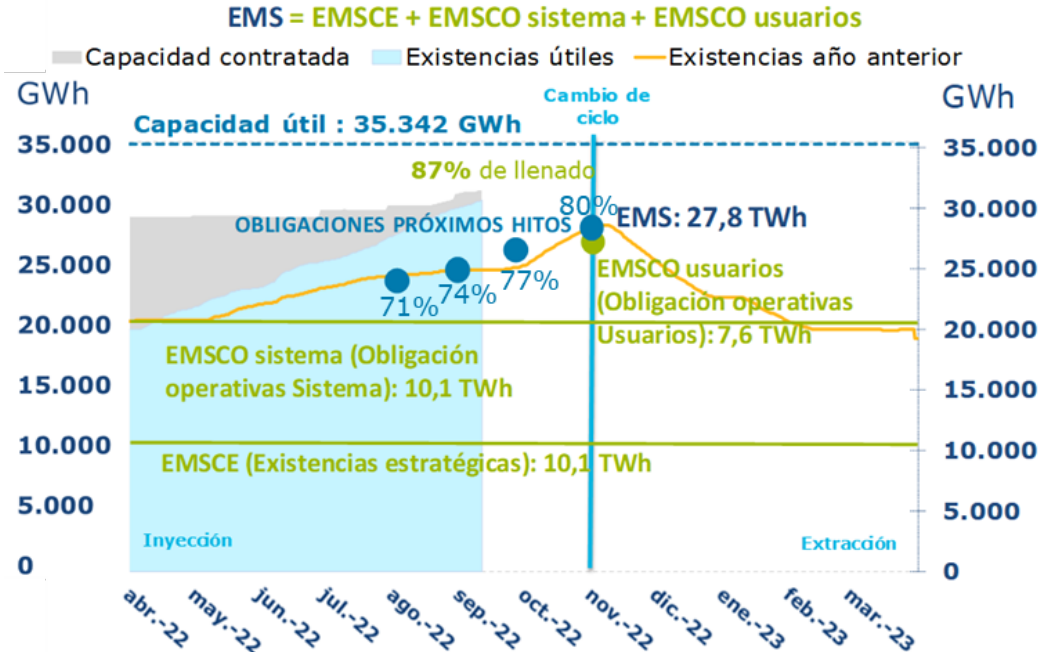 EMS = EMSCE + EMSCO sistema + EMSCO usuarios
Capacidad contratada Existencias útiles Existencias año anterior
GWh
GWh
Cambio de
ciclo
Capacidad útil : 35.342 GWh
35.000
35.000
87% de llenado
30.000
30.000
80%
OBLIGACIONES PRÓXIMOS HITOS
EMS: 27,8 TWh
25.000
25.000
71%
74%
77%
EMSCO usuarios
(Obligación operativas
Usuarios): 7,6 TWh
20.000
20.000
EMSCO sistema (Obligación
operativas Sistema): 10,1 TWh
15.000
15.000
10.000
10.000
EMSCE (Existencias estratégicas): 10,1 TWh
5.000
5.000
Inyección
Extracción
0
0
abr.-22
may.-22
jun.-22
jul.-22
ago.-22
sep.-22
oct.-22
nov.-22
dic.-22
ene.-23
feb.-23
mar.-23